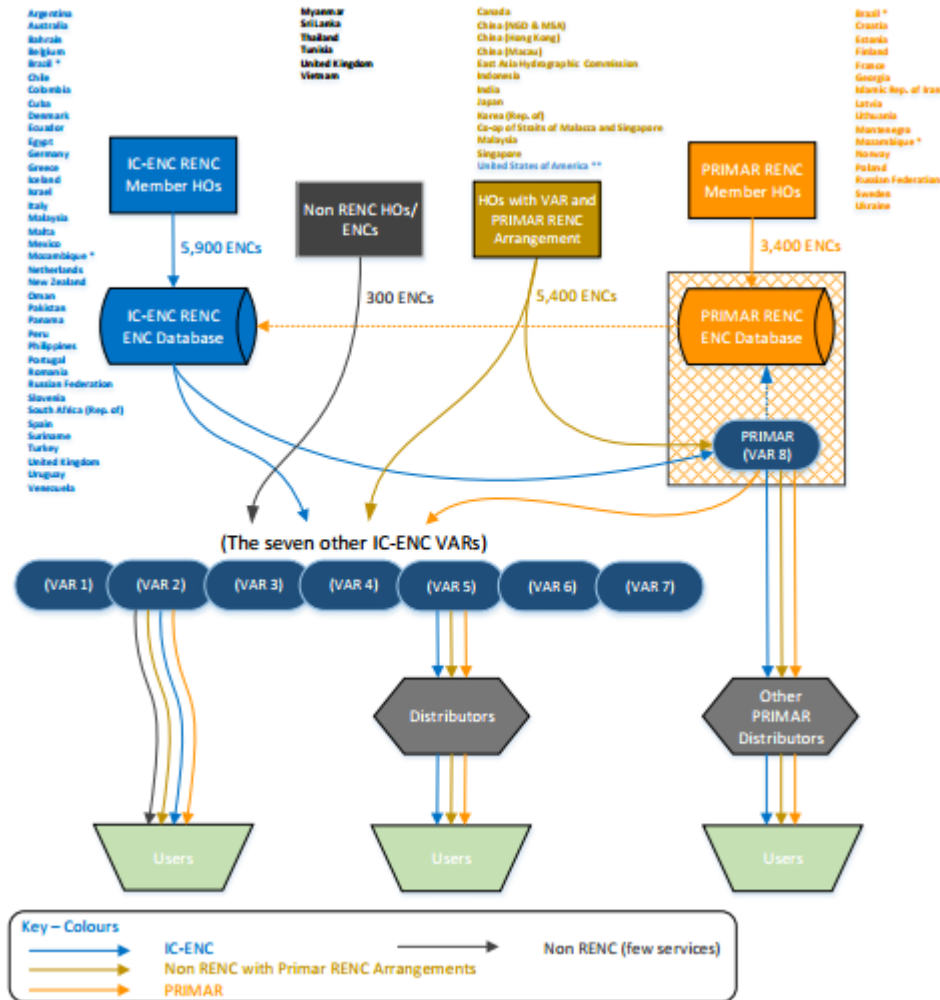 Argentina
Australia
Bahrain
Belgium
Brazil *
Chile
Colombia
Cuba
Denmark
Ecuador
Egypt
Germany
Greece
Iceland
Israel
Italy
Malaysia
Malta
Mexico
Mozambique *
Netherlands
New Zealand
Oman
Pakistan
Panama
Peru
Philippines
Portugal
Romania
Russian Federation
Slovenia
South Africa (Rep. of)
Spain
Suriname
Turkey
United Kingdom
Uruguay
Venezuela
Myanmar
Sri Lanka
Thailand
Tunisia
United Kingdom
Vietnam
Canada
China (NGD & MSA)
China (Hong Kong)
China (Macau)
East Asia Hydrographic Commission
Indonesia
India
Japan
Korea (Rep. of)
Co-op of Straits of Malacca and Singapore
Malaysia
Singapore
United States of America **
Brazil *
Croatia
Estonia
Finland
France
Georgia
Islamic Rep. of Iran
Latvia
Lithuania
Montenegro
Mozambique *
Norway
Poland
Russian Federation
Sweden
Ukraine
IC-ENC RENC
Member HOs
Non RENC HOs/
ENCs
HOs with VAR and
PRIMAR RENC
Arrangement
PRIMAR RENC
Member HOs
5,900 ENCs
300 ENCs
5,400 ENCs
3,400 ENCs
IC-ENC RENC
ENC Database
PRIMAR RENC
ENC Database
PRIMAR
(VAR 8)
(The seven other IC-ENC VARs)
(VAR 1)
(VAR 2)
(VAR 3)
(VAR 4)
(VAR 5)
(VAR 6)
(VAR 7)
Distributors
Other
PRIMAR
Distributors
Users
Users
Users
Key – Colours
IC-ENC
Non RENC (few services)
Non RENC with Primar RENC Arrangements
PRIMAR